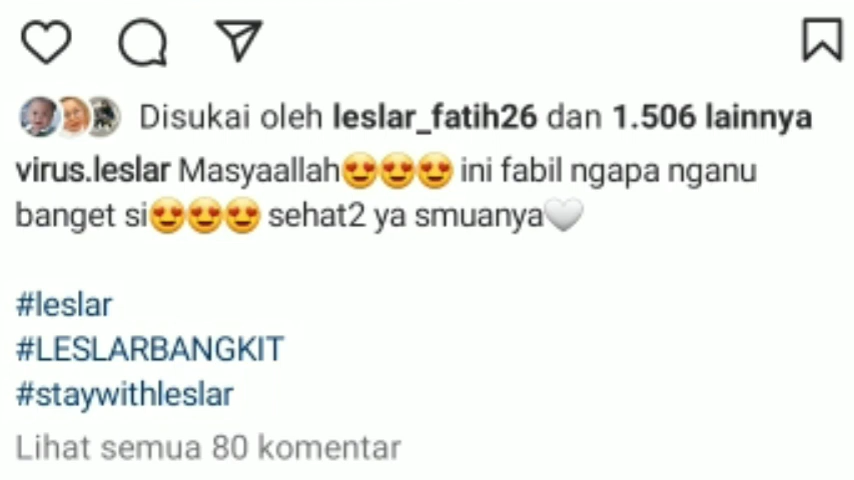 Disukai oleh leslar_fatih26 dan 1.506 lainnya
virus.leslar Masyaallah😍😍😍 ini fabil ngapa nganu
banget si😍😍😍 sehat2 ya smuanya🤍
#leslar
#LESLARBANGKIT
#staywithleslar
Lihat semua 80 komentar